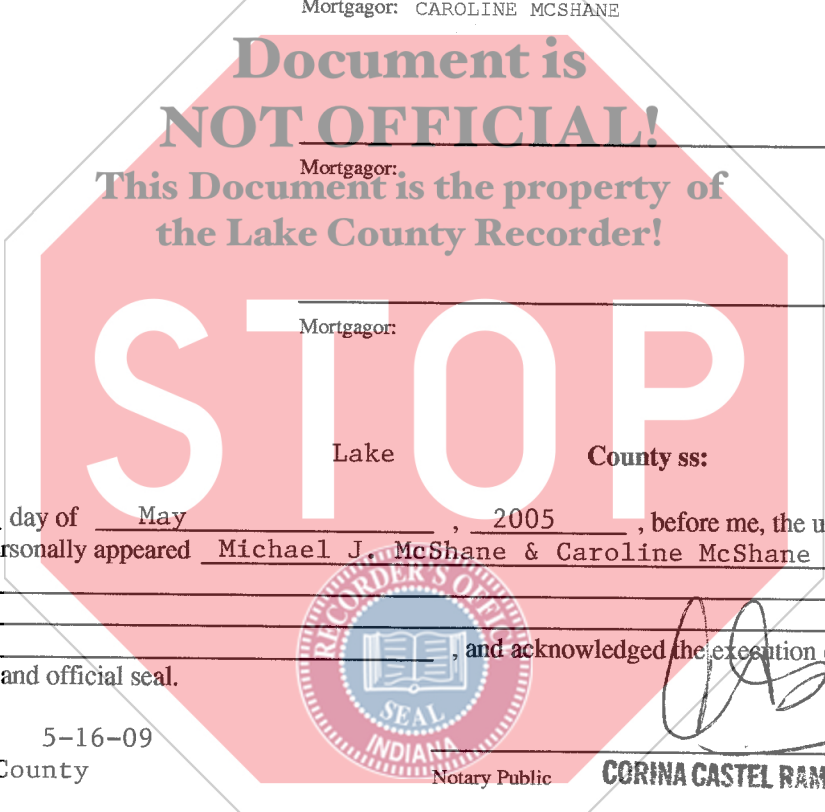 Mortgagor: CAROLINE MCSHANE
Document is
NOT OFFICIAL!
Mortgagor:
This Document is the property of
the Lake County Recorder!
STOP
Mortgagor:
Lake County ss:
day of May , 2005 , before me, the u
rsonally appeared Michael J. McShane & Caroline McShane
RECORDER'S OFFIC
, and acknowledged the execution
and official seal.
SEAL
INDIANA
5-16-09
County
Notary Public CORINA CASTEL RAM